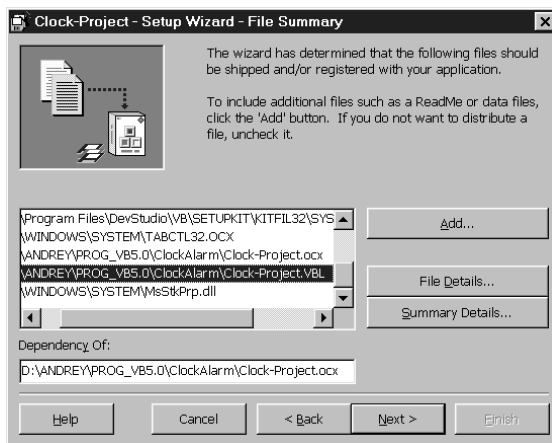 Clock-Project - Setup Wizard - File Summary
The wizard has determined that the following files should
be shipped and/or registered with your application.
To include additional files such as a ReadMe or data files,
click the 'Add' button. If you do not want to distribute a
file, uncheck it.
\Program Files\DevStudio\VB\SETUPKIT\KITFIL32\SYS
\WINDOWS\SYSTEM\TABCTL32.OCX
\ANDREY\PROG_VB5.0\ClockAlarm\Clock-Project.ocx
\ANDREY\PROG_VB5.0\ClockAlarm\Clock-Project.VBL
\WINDOWS\SYSTEM\MsStkPrp.dll
Add...
File Details...
Summary Details...
Dependency Of:
D:\ANDREY\PROG_VB5.0\ClockAlarm\Clock-Project.ocx
Help
Cancel
< Back
Next >
Finish